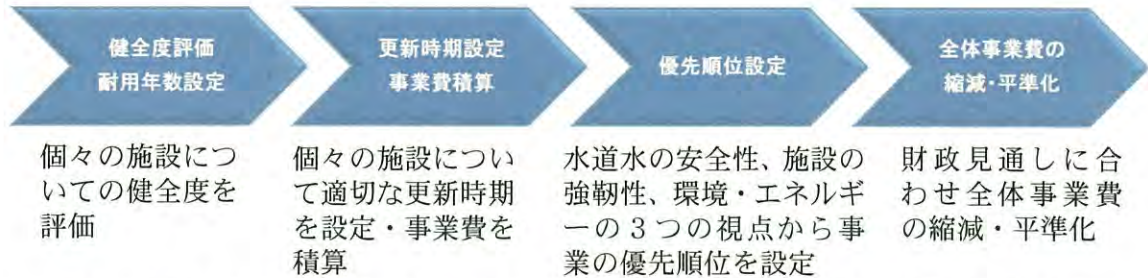 健全度評価
耐用年数設定
更新時期設定
事業費積算
優先順位設定
全体事業費の
縮減・平準化
個々の施設につ
いての健全度を
評価
個々の施設につい
て適切な更新時期
を設定・事業費を
積算
水道水の安全性、施設の
強靭性、環境・エネルギ
ーの３つの視点から事
業の優先順位を設定
財政見通しに合
わせ全体事業費
の縮減・平準化